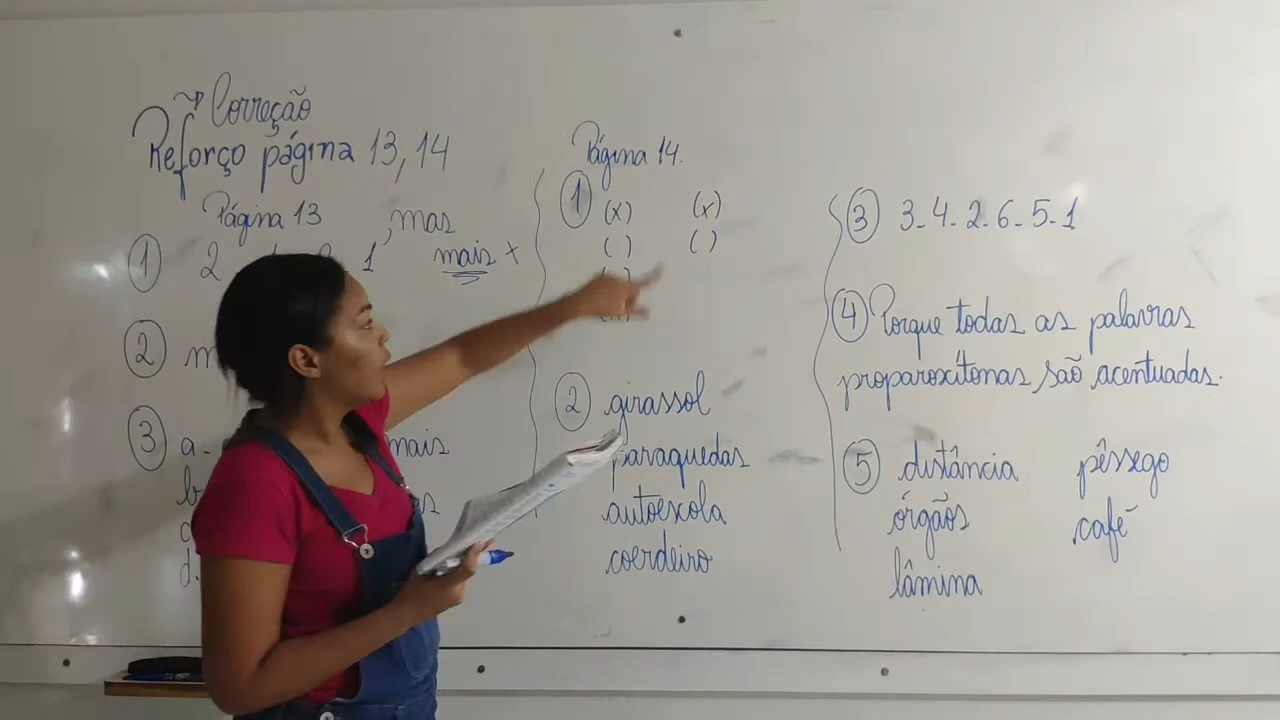 → Correção
Reforço página 13, 14
Página 13
, mas
① 2 1 mais +
②
③ a- mais
b
d.
Página 14.
① (x) (x)
( ) ( )
② girassol
paraquedas
autoescola
coerdeiro
③ 3-4-2-6-5-1
④ Porque todas as palavras
proparoxítonas são acentuadas.
⑤ distância pêssego
órgãos café
lâmina